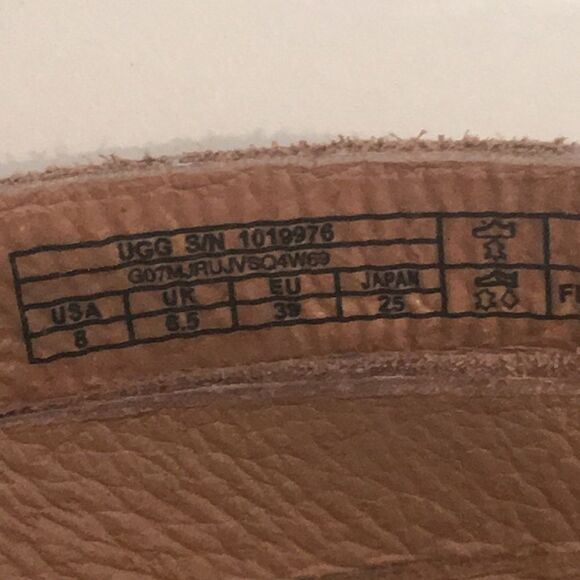 UGG S/N 1019976
G07MJRUJVSQ4W69
USA UK EU JAPAN
8 6.5 39 25